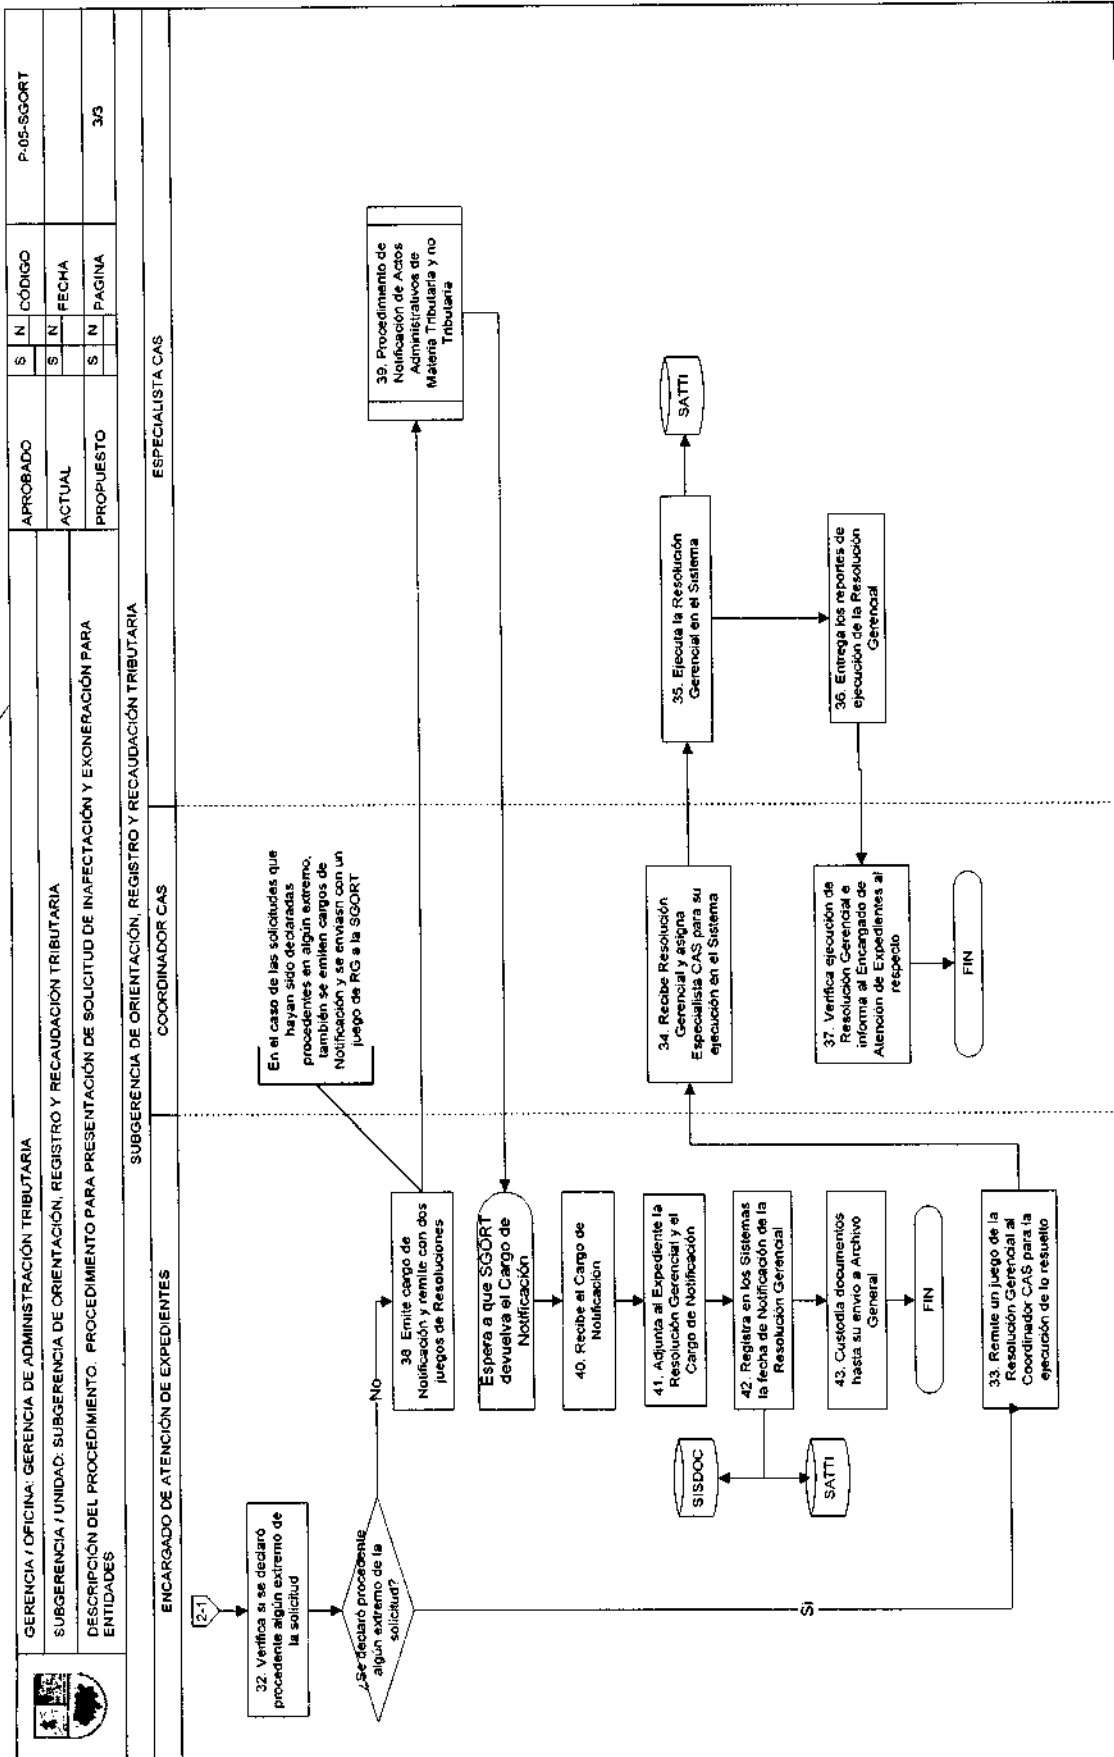 GERENCIA / OFICINA: GERENCIA DE ADMINISTRACIÓN TRIBUTARIA
APROBADO
S N CÓDIGO
P-05-SGORT
SUBGERENCIA / UNIDAD: SUBGERENCIA DE ORIENTACIÓN, REGISTRO Y RECAUDACIÓN TRIBUTARIA
ACTUAL
S N FECHA
DESCRIPCIÓN DEL PROCEDIMIENTO. PROCEDIMIENTO PARA PRESENTACIÓN DE SOLICITUD DE INAFECTACIÓN Y EXONERACIÓN PARA
ENTIDADES
PROPUESTO
S N PAGINA
3/3
SUBGERENCIA DE ORIENTACIÓN, REGISTRO Y RECAUDACIÓN TRIBUTARIA
ENCARGADO DE ATENCIÓN DE EXPEDIENTES
COORDINADOR CAS
ESPECIALISTA CAS
2-1
32. Verifica si se declaró
procedente algún extremo de
la solicitud
¿Se declaró procedente
algún extremo de la
solicitud?
No
Si
En el caso de las solicitudes que
hayan sido declaradas
procedentes en algún extremo,
también se emiten cargos de
Notificación y se enviasn con un
juego de RG a la SGORT
38 Emite cargo de
Notificación y remite con dos
juegos de Resoluciones
39. Procedimiento de
Notificación de Actos
Administrativos de
Materia Tributaria y no
Tributaria
Espera a que SGORT
devuelva el Cargo de
Notificación
40. Recibe el Cargo de
Notificación
41. Adjunta al Expediente la
Resolución Gerencial y el
Cargo de Notificación
42. Registra en los Sistemas
la fecha de Notificación de la
Resolución Gerencial
SISDOC
SATTI
43. Custodia documentos
hasta su envío a Archivo
General
FIN
33. Remite un juego de la
Resolución Gerencial al
Coordinador CAS para la
ejecución de lo resuelto
34. Recibe Resolución
Gerencial y asigna
Especialista CAS para su
ejecución en el Sistema
35. Ejecuta la Resolución
Gerencial en el Sistema
SATTI
36. Entrega los reportes de
ejecución de la Resolución
Gerencial
37. Verifica ejecución de
Resolución Gerencial e
informa al Encargado de
Atención de Expedientes al
respecto
FIN